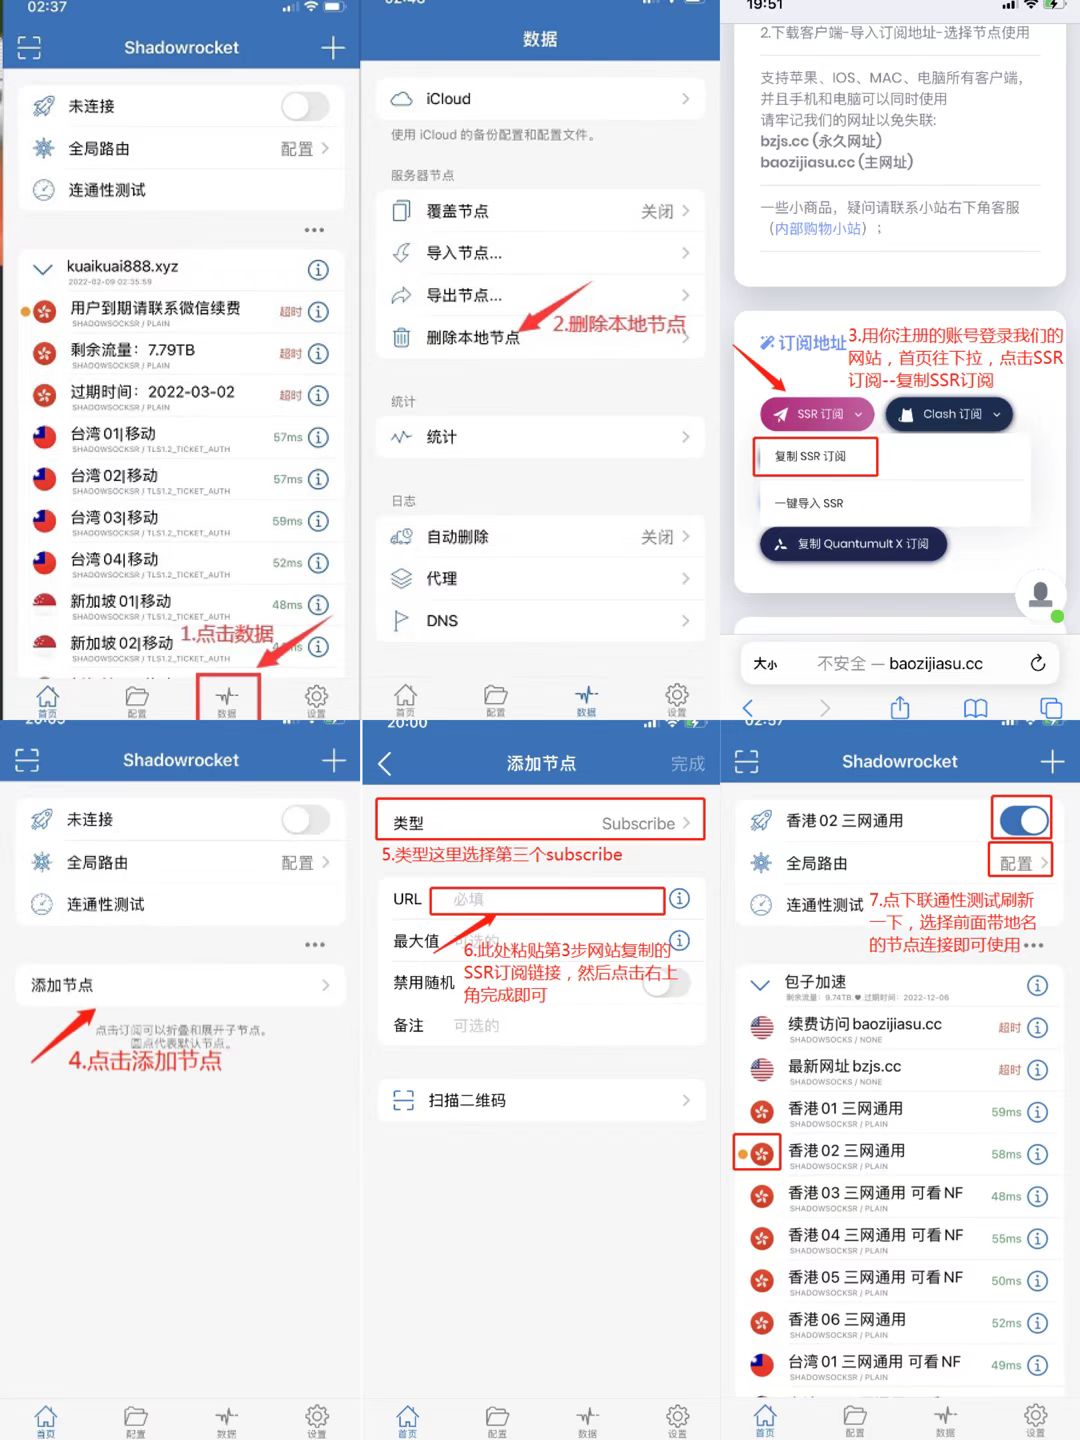 02:37
Shadowrocket
未连接
全局路由
配置
连通性测试
kuaikuai888.xyz
2022-02-09 02:35:59
用户到期请联系微信续费
超时
SHADOWSOCKSR / PLAIN
剩余流量：7.79TB
超时
SHADOWSOCKSR / PLAIN
过期时间：2022-03-02
超时
SHADOWSOCKSR / PLAIN
台湾 01|移动
57ms
SHADOWSOCKSR / TLS1.2_TICKET_AUTH
台湾 02|移动
57ms
SHADOWSOCKSR / TLS1.2_TICKET_AUTH
台湾 03|移动
59ms
SHADOWSOCKSR / TLS1.2_TICKET_AUTH
台湾 04|移动
52ms
SHADOWSOCKSR / TLS1.2_TICKET_AUTH
新加坡 01|移动
48ms
SHADOWSOCKSR / TLS1.2_TICKET_AUTH
新加坡 02|移动
SHADOWSOCKSR / TLS1.2_TICKET_AUTH
1.点击数据
首页
配置
数据
设置
数据
iCloud
使用 iCloud 的备份配置和配置文件。
服务器节点
覆盖节点
关闭
导入节点...
导出节点...
删除本地节点
2.删除本地节点
统计
统计
日志
自动删除
关闭
代理
DNS
首页
配置
数据
设置
19:51
2.下载客户端-导入订阅地址-选择节点使用
支持苹果、IOS、MAC、电脑所有客户端，
并且手机和电脑可以同时使用
请牢记我们的网址以免失联:
bzjs.cc (永久网址)
baozijiasu.cc (主网址)
一些小商品，疑问请联系小站右下角客服
（内部购物小站）；
订阅地址
3.用你注册的账号登录我们的
网站，首页往下拉，点击SSR
订阅--复制SSR订阅
SSR 订阅
Clash 订阅
复制 SSR 订阅
一键导入 SSR
复制 Quantumult X 订阅
大小
不安全 — baozijiasu.cc
Shadowrocket
未连接
全局路由
配置
连通性测试
添加节点
点击订阅可以折叠和展开子节点。
圆点代表默认节点。
4.点击添加节点
首页
配置
数据
设置
20:00
添加节点
完成
类型
Subscribe
5.类型这里选择第三个subscribe
URL
必填
最大值
可选的
6.此处粘贴第3步网站复制的
SSR订阅链接，然后点击右上
角完成即可
禁用随机
备注
可选的
扫描二维码
首页
配置
数据
设置
02:57
Shadowrocket
香港 02 三网通用
全局路由
配置
连通性测试
7.点下联通性测试刷新
一下，选择前面带地名
的节点连接即可使用
包子加速
剩余流量：9.74TB.♥.过期时间：2022-12-06
续费访问 baozijiasu.cc
超时
SHADOWSOCKS / NONE
最新网址 bzjs.cc
超时
SHADOWSOCKS / NONE
香港 01 三网通用
59ms
SHADOWSOCKSR / PLAIN
香港 02 三网通用
58ms
SHADOWSOCKSR / PLAIN
香港 03 三网通用 可看 NF
48ms
SHADOWSOCKSR / PLAIN
香港 04 三网通用 可看 NF
55ms
SHADOWSOCKSR / PLAIN
香港 05 三网通用 可看 NF
50ms
SHADOWSOCKSR / PLAIN
香港 06 三网通用
52ms
SHADOWSOCKSR / PLAIN
台湾 01 三网通用 可看 NF
49ms
SHADOWSOCKSR / PLAIN
首页
配置
数据
设置